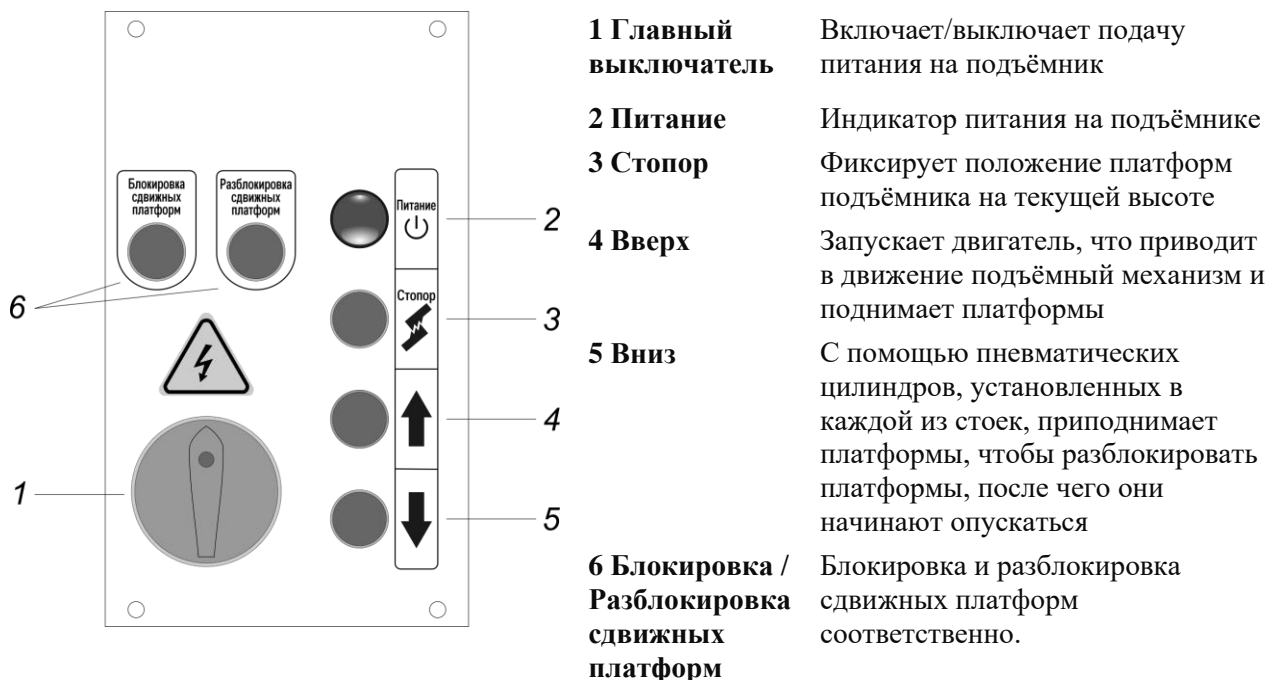 Блокировка
сдвижных
платформ
Разблокировка
сдвижных
платформ
Питание
Стопор
1
2
3
4
5
6
1 Главный
выключатель
Включает/выключает подачу
питания на подъёмник
2 Питание
Индикатор питания на подъёмнике
3 Стопор
Фиксирует положение платформ
подъёмника на текущей высоте
4 Вверх
Запускает двигатель, что приводит
в движение подъёмный механизм и
поднимает платформы
5 Вниз
С помощью пневматических
цилиндров, установленных в
каждой из стоек, приподнимает
платформы, чтобы разблокировать
платформы, после чего они
начинают опускаться
6 Блокировка /
Разблокировка
сдвижных
платформ
Блокировка и разблокировка
сдвижных платформ
соответственно.